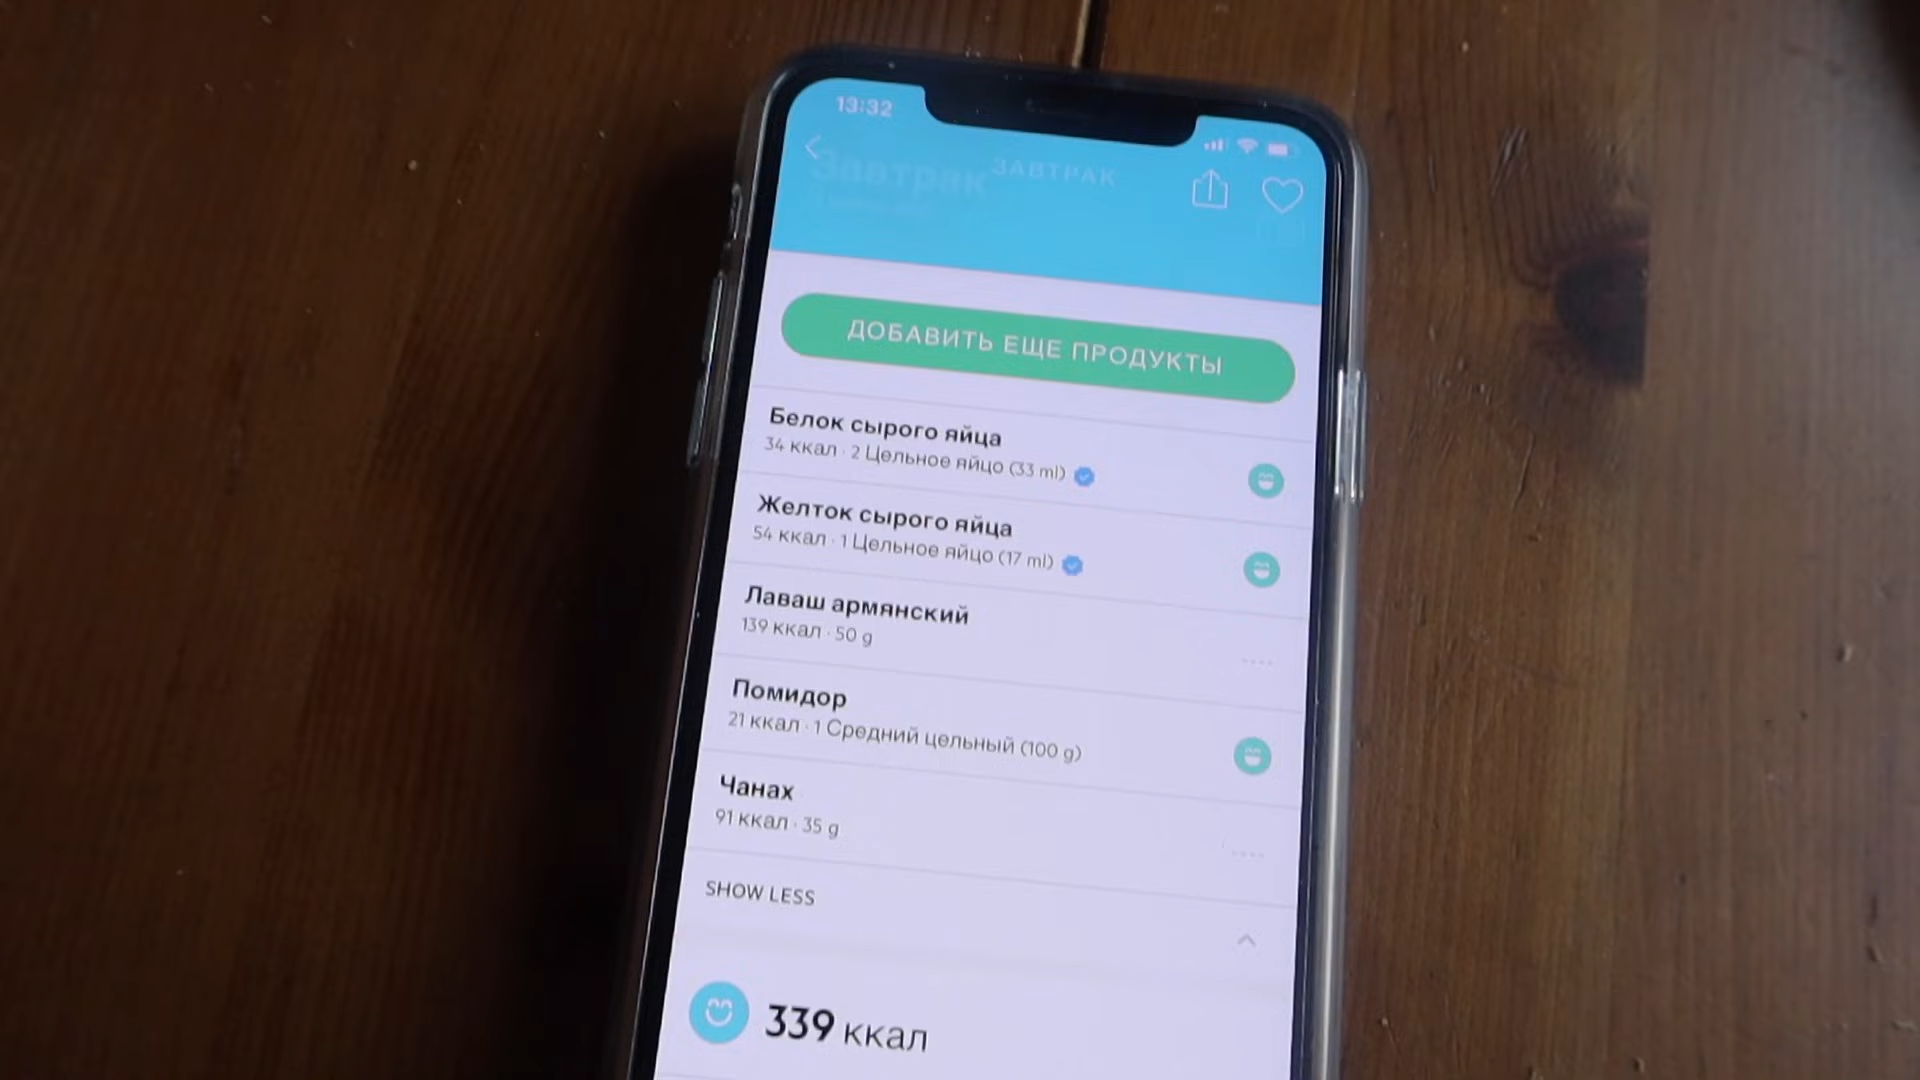 13:32
Завтрак
ЗАВТРАК
ДОБАВИТЬ ЕЩЕ ПРОДУКТЫ
Белок сырого яйца
34 ккал · 2 Цельное яйцо (33 ml)
Желток сырого яйца
54 ккал · 1 Цельное яйцо (17 ml)
Лаваш армянский
139 ккал · 50 g
Помидор
21 ккал · 1 Средний цельный (100 g)
Чанах
91 ккал · 35 g
SHOW LESS
339 ккал